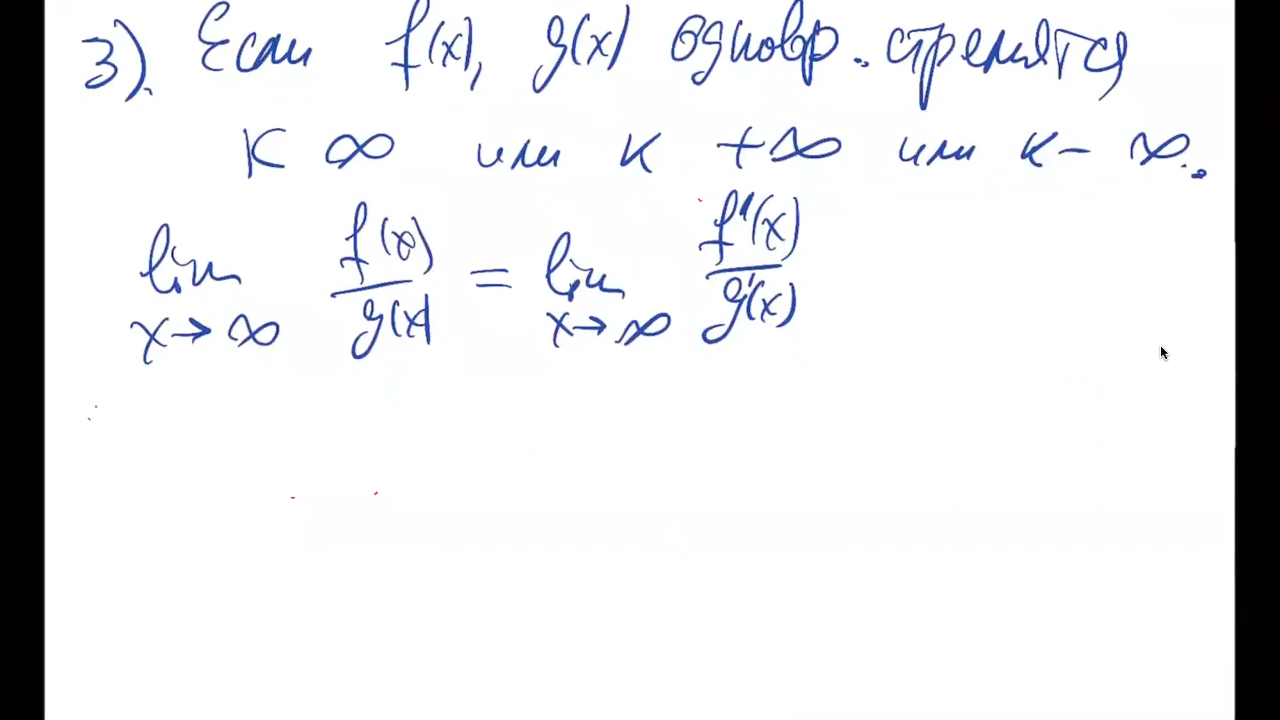 3). Если f(x), g(x) одновр. стремятся
к ∞ или к +∞ или к - ∞.
lim f(x)/g(x) = lim f'(x)/g'(x)
x→∞ x→∞